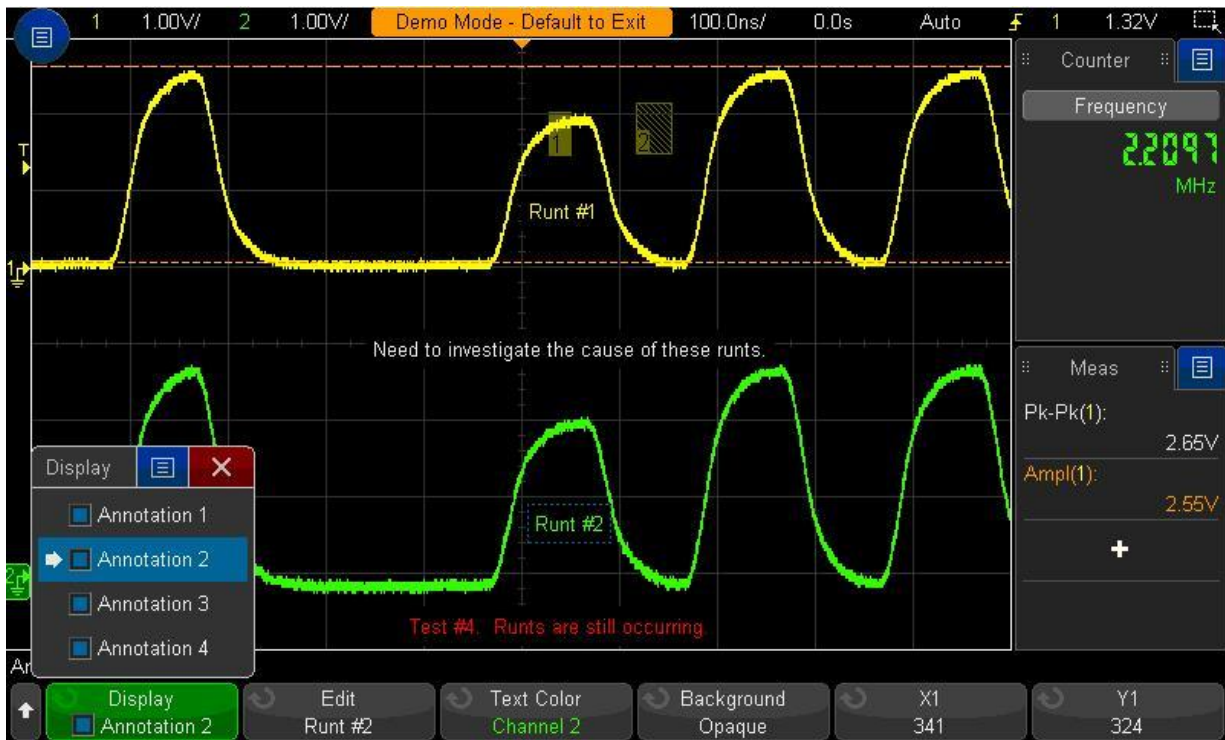 1 1.00V/ 2 1.00V/ Demo Mode - Default to Exit 100.0ns/ 0.0s Auto 1 1.32V
Counter
Frequency
2.2097
MHz
T
1
2
Runt #1
1
Need to investigate the cause of these runts.
Meas
Pk-Pk(1):
2.65V
Ampl(1):
2.55V
+
Display
Annotation 1
Annotation 2
Annotation 3
Annotation 4
Runt #2
2
Test #4. Runts are still occurring
Display Edit Text Color Background X1 Y1
Annotation 2 Runt #2 Channel 2 Opaque 341 324